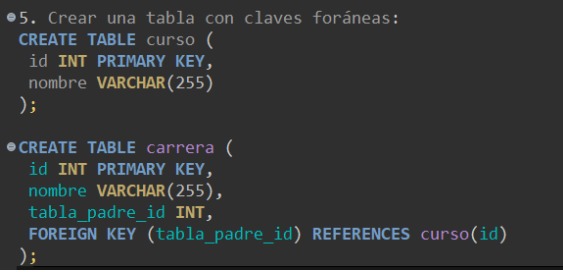 5. Crear una tabla con claves foráneas:
CREATE TABLE curso (
id INT PRIMARY KEY,
nombre VARCHAR(255)
);
CREATE TABLE carrera (
id INT PRIMARY KEY,
nombre VARCHAR(255),
tabla_padre_id INT,
FOREIGN KEY (tabla_padre_id) REFERENCES curso(id)
);